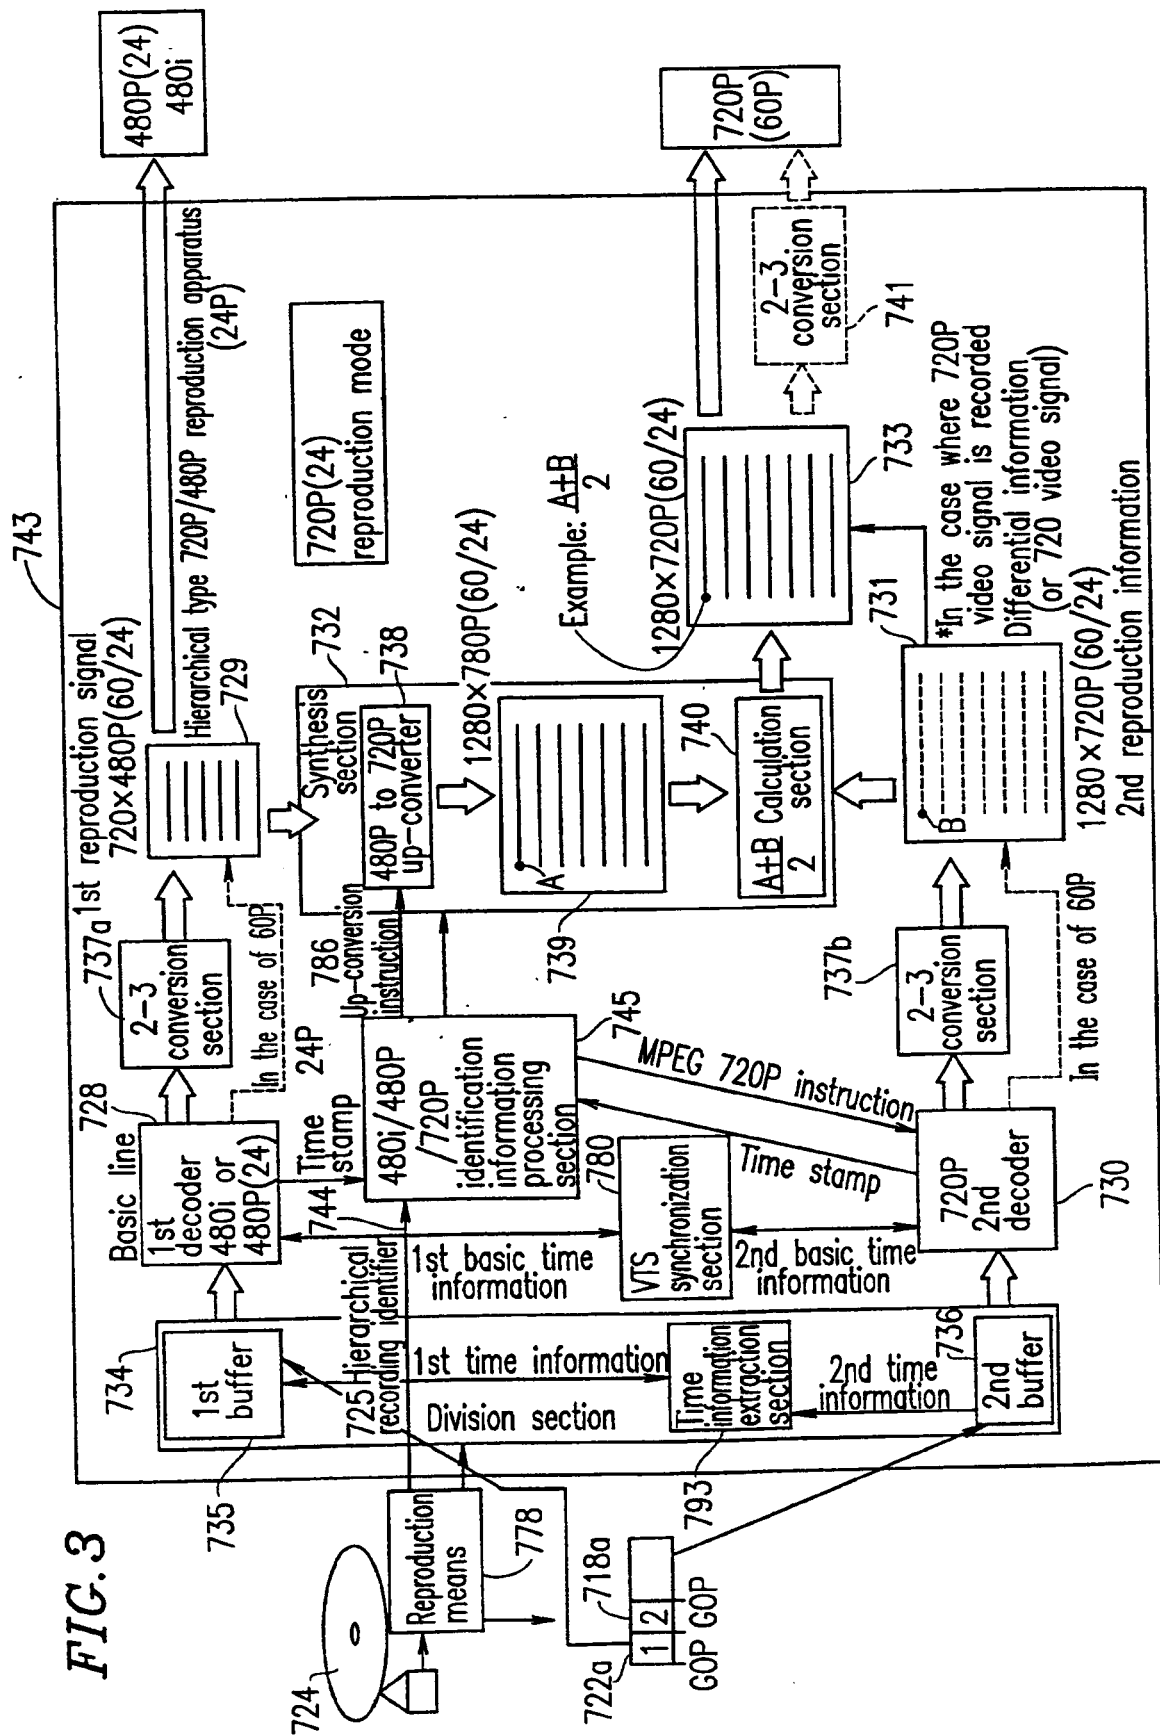 FIG.3
743
1st reproduction signal
720×480P(60/24)
480P(24)
480i
Hierarchical type 720P/480P reproduction apparatus
(24P)
729
737a
2-3
conversion
section
In the case of 60P
728
Basic line
1st
decoder
480i or
480P(24)
734
1st
buffer
735
724
Reproduction
means
778
722a
718a
1
2
GOP
GOP
725
Hierarchical
recording identifier
Division section
744
Time
stamp
24P
480i/480P
/720P
identification
information
processing
section
745
786
Up-conversion
instruction
Synthesis
section
732
480P to 720P
up-converter
738
720P(24)
reproduction mode
1280×780P(60/24)
A
739
740
A+B
2
Calculation
section
Example:
A+B
2
1280×720P(60/24)
733
720P
(60P)
2-3
conversion
section
741
*In the case where 720P
video signal is recorded
Differential information
(or 720 video signal)
731
B
1280×720P(60/24)
2nd reproduction information
737b
2-3
conversion
section
In the case of 60P
MPEG 720P instruction
Time stamp
720P
2nd
decoder
730
780
VTS
synchronization
section
1st basic time
information
2nd basic time
information
1st time information
Time
information
extraction
section
793
2nd time
information
736
2nd buffer